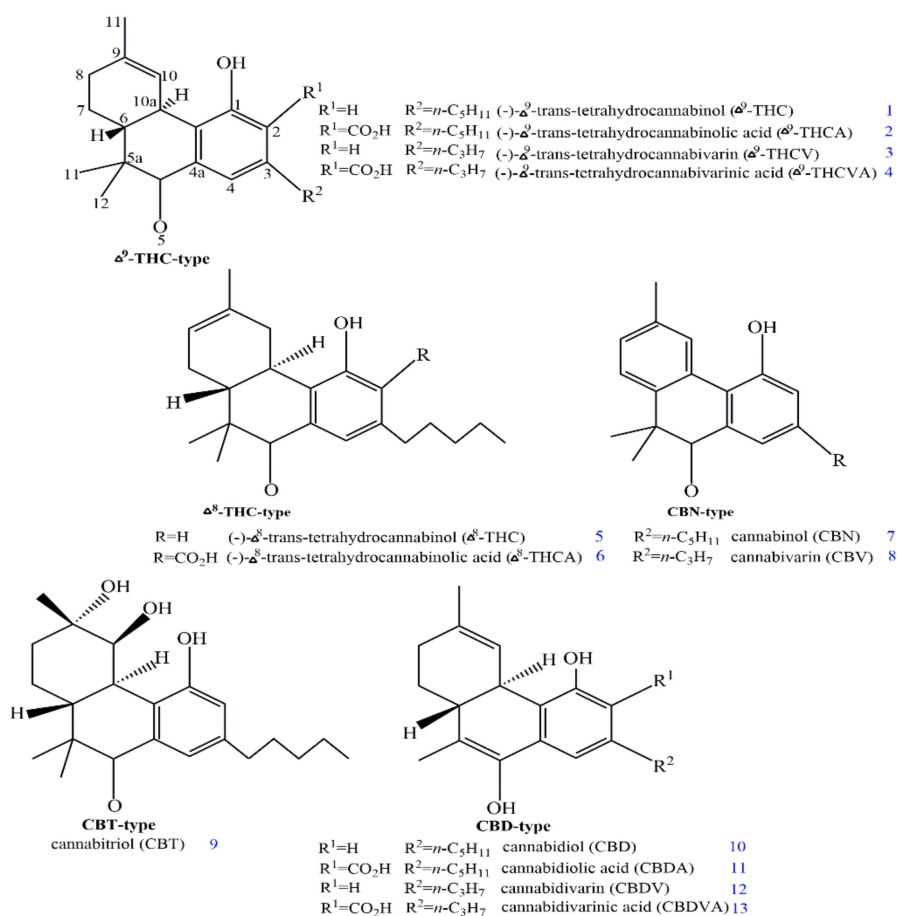 11
9
8
10
OH
R¹
7
10a
H
1
6
2
H
5a
4a
3
11
4
R²
12
O
5
Δ⁹-THC-type
R¹=H R²=n-C₅H₁₁ (-)-Δ⁹-trans-tetrahydrocannabinol (Δ⁹-THC) 1
R¹=CO₂H R²=n-C₅H₁₁ (-)-Δ⁹-trans-tetrahydrocannabinolic acid (Δ⁹-THCA) 2
R¹=H R²=n-C₃H₇ (-)-Δ⁹-trans-tetrahydrocannabivarin (Δ⁹-THCV) 3
R¹=CO₂H R²=n-C₃H₇ (-)-Δ⁹-trans-tetrahydrocannabivarinic acid (Δ⁹-THCVA) 4
OH
H
R
H
O
Δ⁸-THC-type
R=H (-)-Δ⁸-trans-tetrahydrocannabinol (Δ⁸-THC) 5
R=CO₂H (-)-Δ⁸-trans-tetrahydrocannabinolic acid (Δ⁸-THCA) 6
OH
R
O
CBN-type
R²=n-C₅H₁₁ cannabinol (CBN) 7
R²=n-C₃H₇ cannabivarin (CBV) 8
OH
OH
OH
H
H
O
CBT-type
cannabitriol (CBT) 9
H
OH
R¹
H
R²
OH
CBD-type
R¹=H R²=n-C₅H₁₁ cannabidiol (CBD) 10
R¹=CO₂H R²=n-C₅H₁₁ cannabidiolic acid (CBDA) 11
R¹=H R²=n-C₃H₇ cannabidivarin (CBDV) 12
R¹=CO₂H R²=n-C₃H₇ cannabidivarinic acid (CBDVA) 13